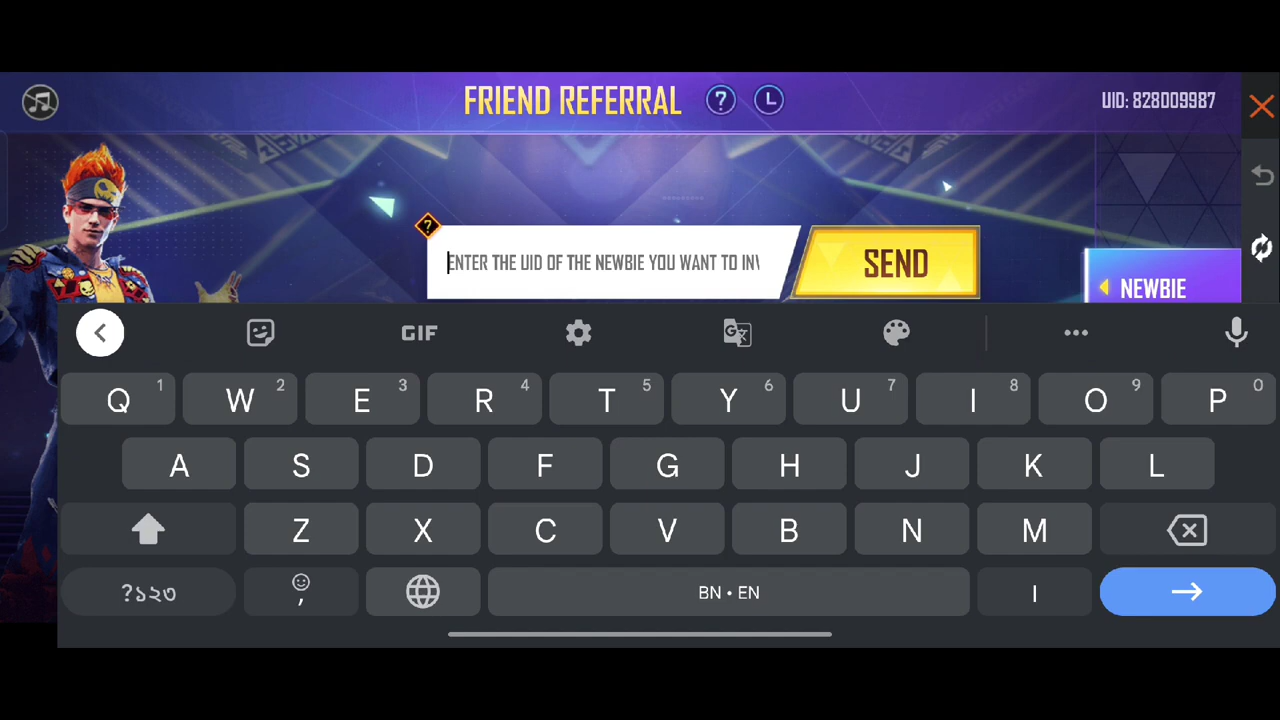 FRIEND REFERRAL ? UID: 828009987
?
ENTER THE UID OF THE NEWBIE YOU WANT TO INV
SEND
NEWBIE
GIF
Q 1 W 2 E 3 R 4 T 5 Y 6 U 7 I 8 O 9 P 0
A S D F G H J K L
Z X C V B N M
?১২৩ , BN • EN ।